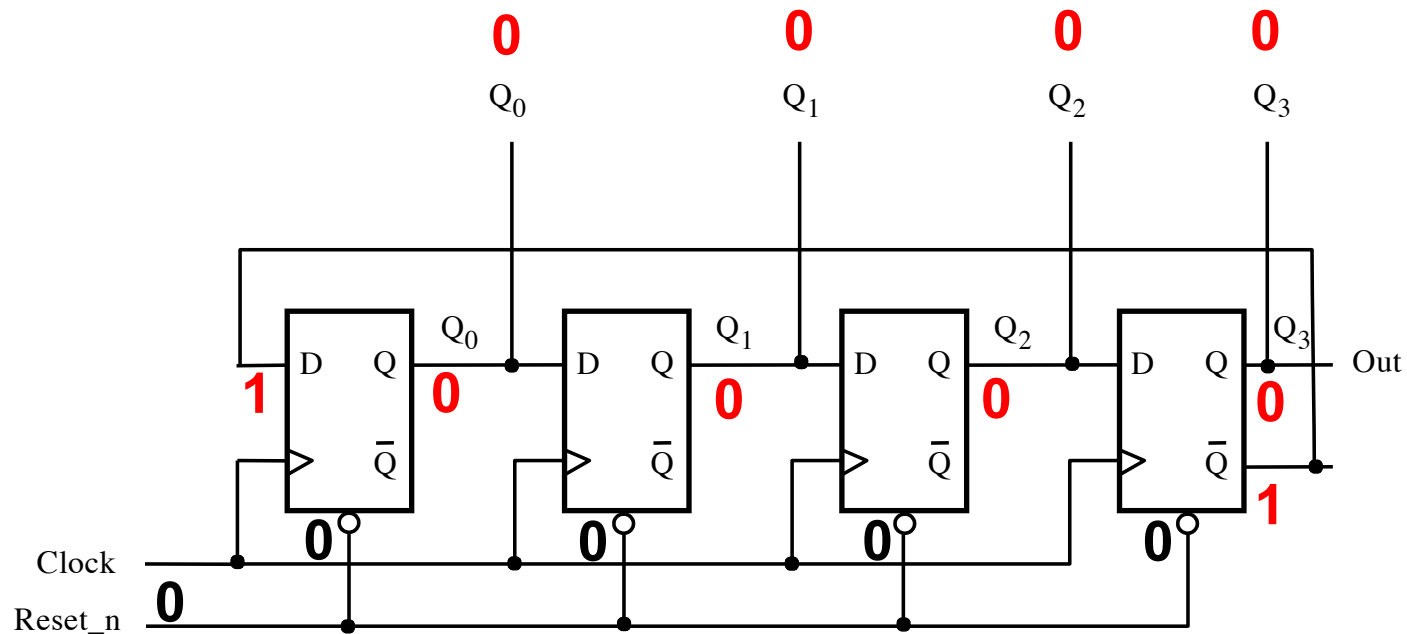 0 0 0 0
Q0 Q1 Q2 Q3
Q0 Q1 Q2 Q3
D Q D Q D Q D Q Out
1 0 0 0 0
Q̅ Q̅ Q̅ Q̅
1
0 0 0 0
Clock
0
Reset_n